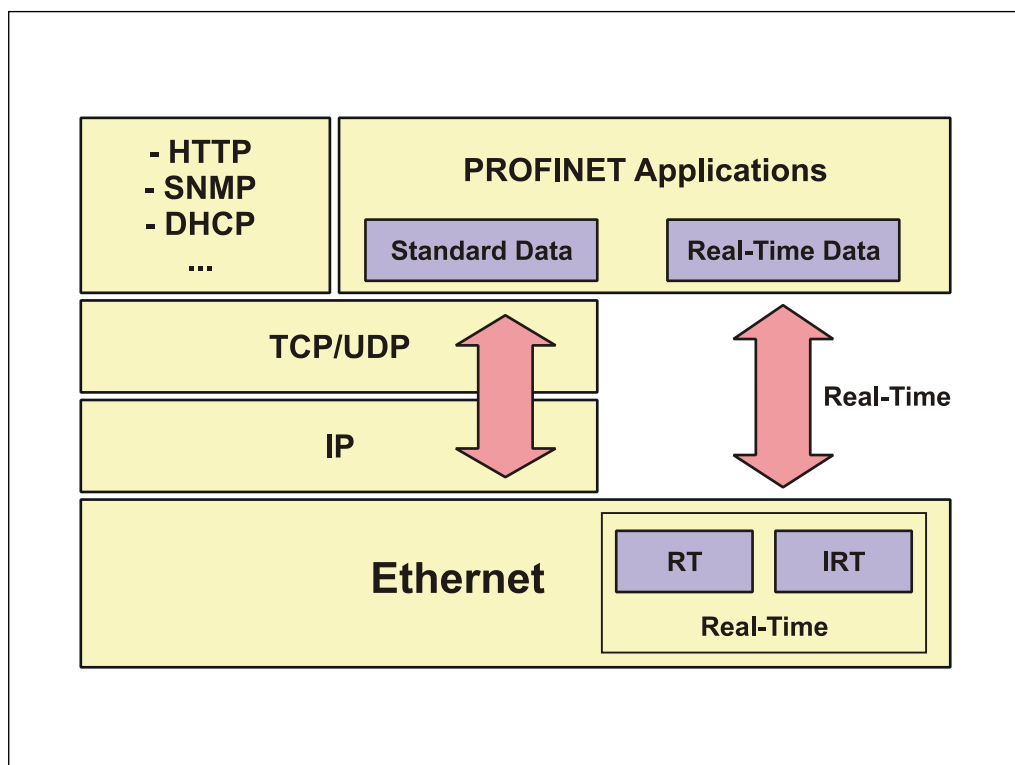 - HTTP
- SNMP
- DHCP
...
PROFINET Applications
Standard Data
Real-Time Data
TCP/UDP
Real-Time
IP
Ethernet
RT
IRT
Real-Time